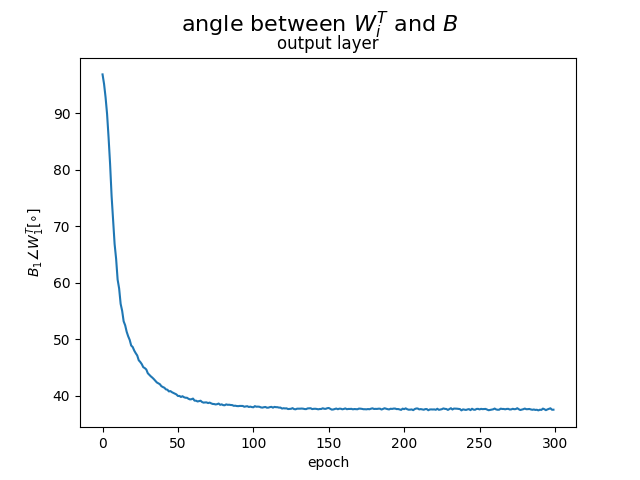 angle between $W_i^T$ and $B$
output layer
90
80
70
60
50
40
$B_1 \angle W_1^T [\circ]$
0 50 100 150 200 250 300
epoch